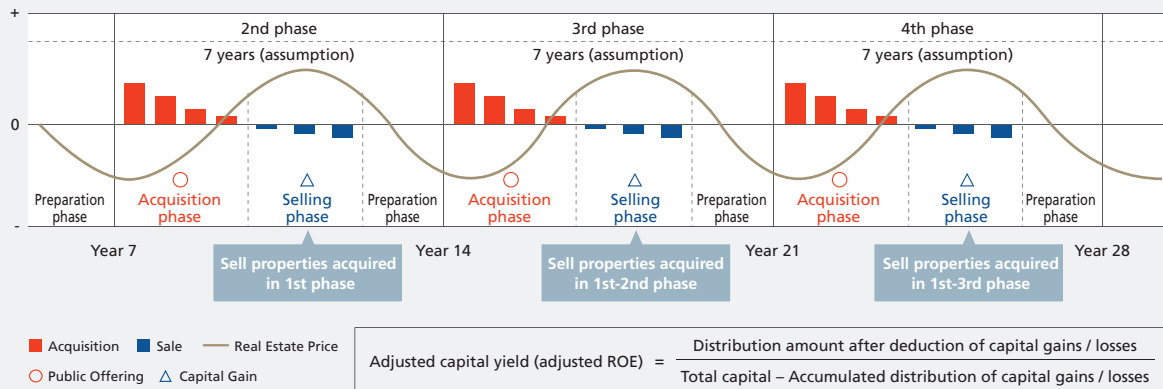 +
2nd phase
3rd phase
4th phase
7 years (assumption)
7 years (assumption)
7 years (assumption)
0
Preparation
phase
Acquisition
phase
Selling
phase
Preparation
phase
Acquisition
phase
Selling
phase
Preparation
phase
Acquisition
phase
Selling
phase
Preparation
phase
-
Year 7
Year 14
Year 21
Year 28
Sell properties acquired
in 1st phase
Sell properties acquired
in 1st-2nd phase
Sell properties acquired
in 1st-3rd phase
Acquisition
Sale
Real Estate Price
Public Offering
Capital Gain
Adjusted capital yield (adjusted ROE) =
Distribution amount after deduction of capital gains / losses
Total capital – Accumulated distribution of capital gains / losses